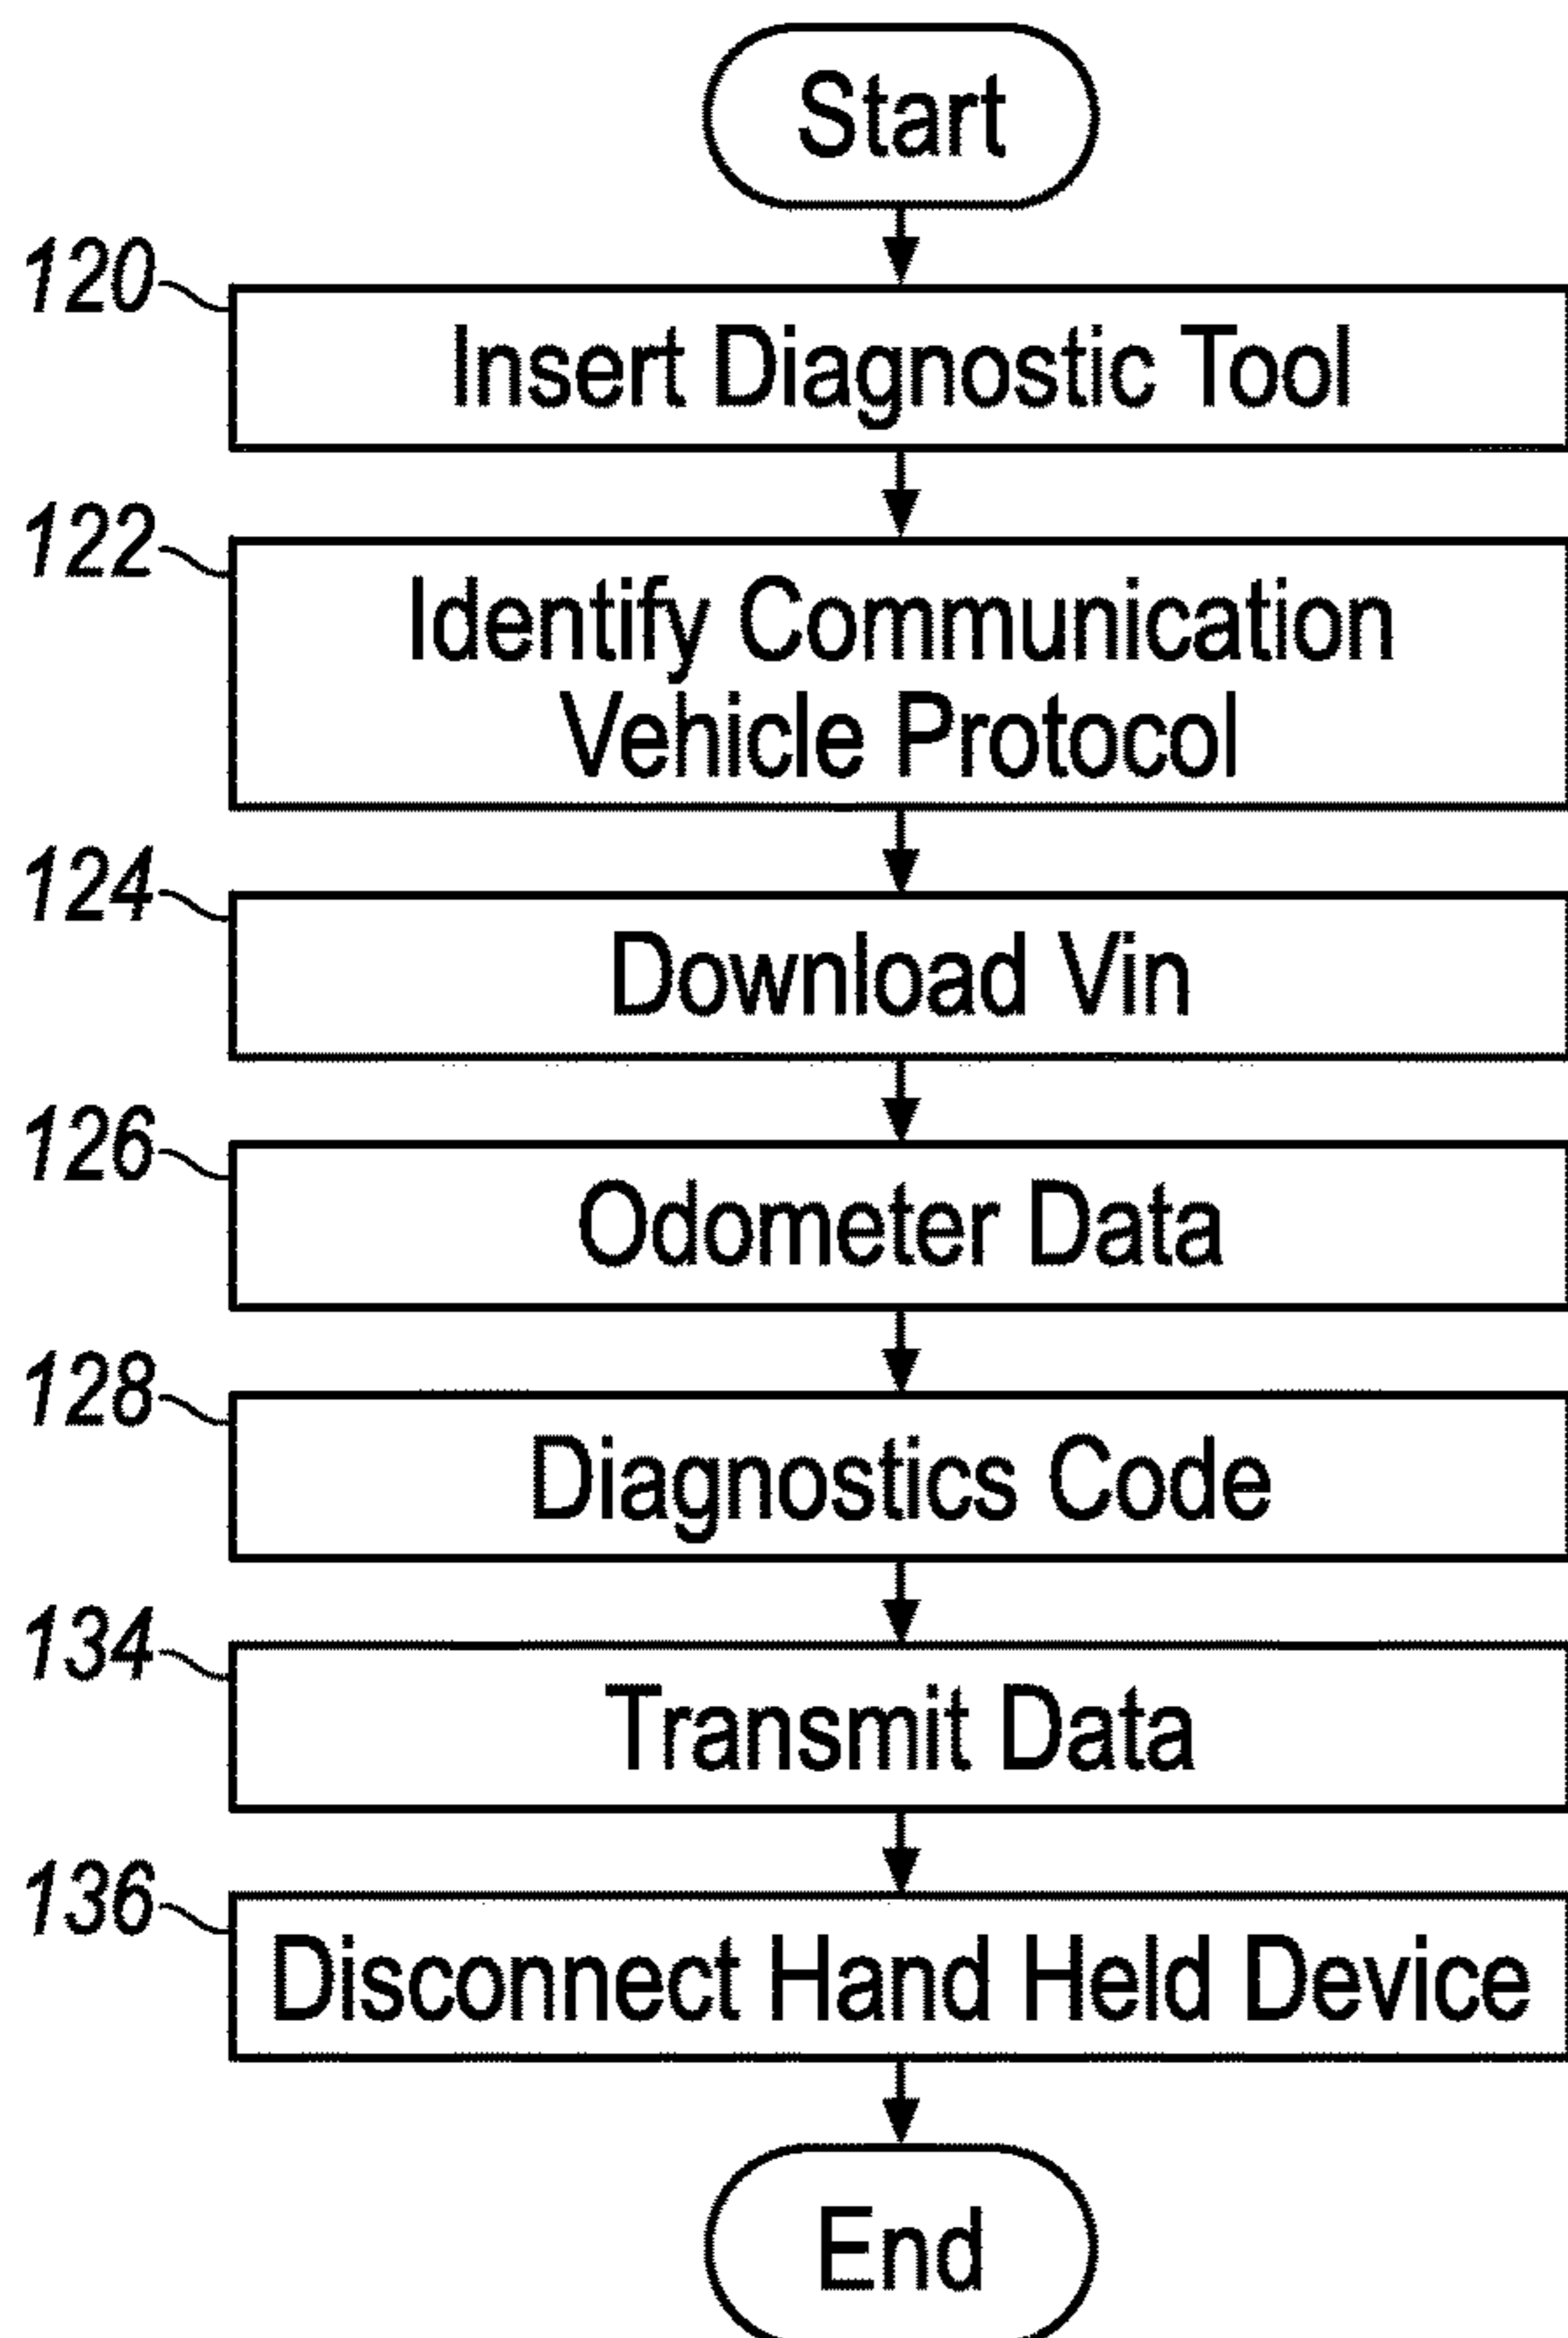 Start
120
Insert Diagnostic Tool
122
Identify Communication
Vehicle Protocol
124
Download Vin
126
Odometer Data
128
Diagnostics Code
134
Transmit Data
136
Disconnect Hand Held Device
End